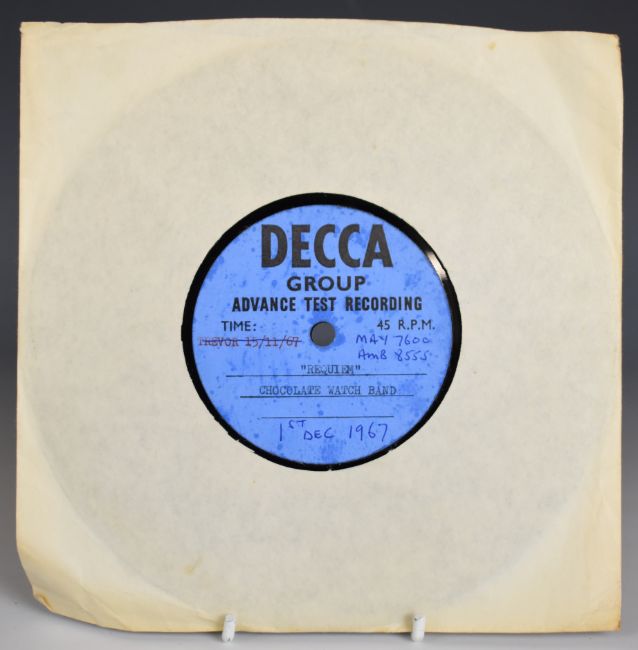 DECCA
GROUP
ADVANCE TEST RECORDING
TIME: 45 R.P.M.
TREVOR 15/11/67 MAY 7600
AMB 8555
"REQUIEM"
CHOCOLATE WATCH BAND
1ST DEC 1967